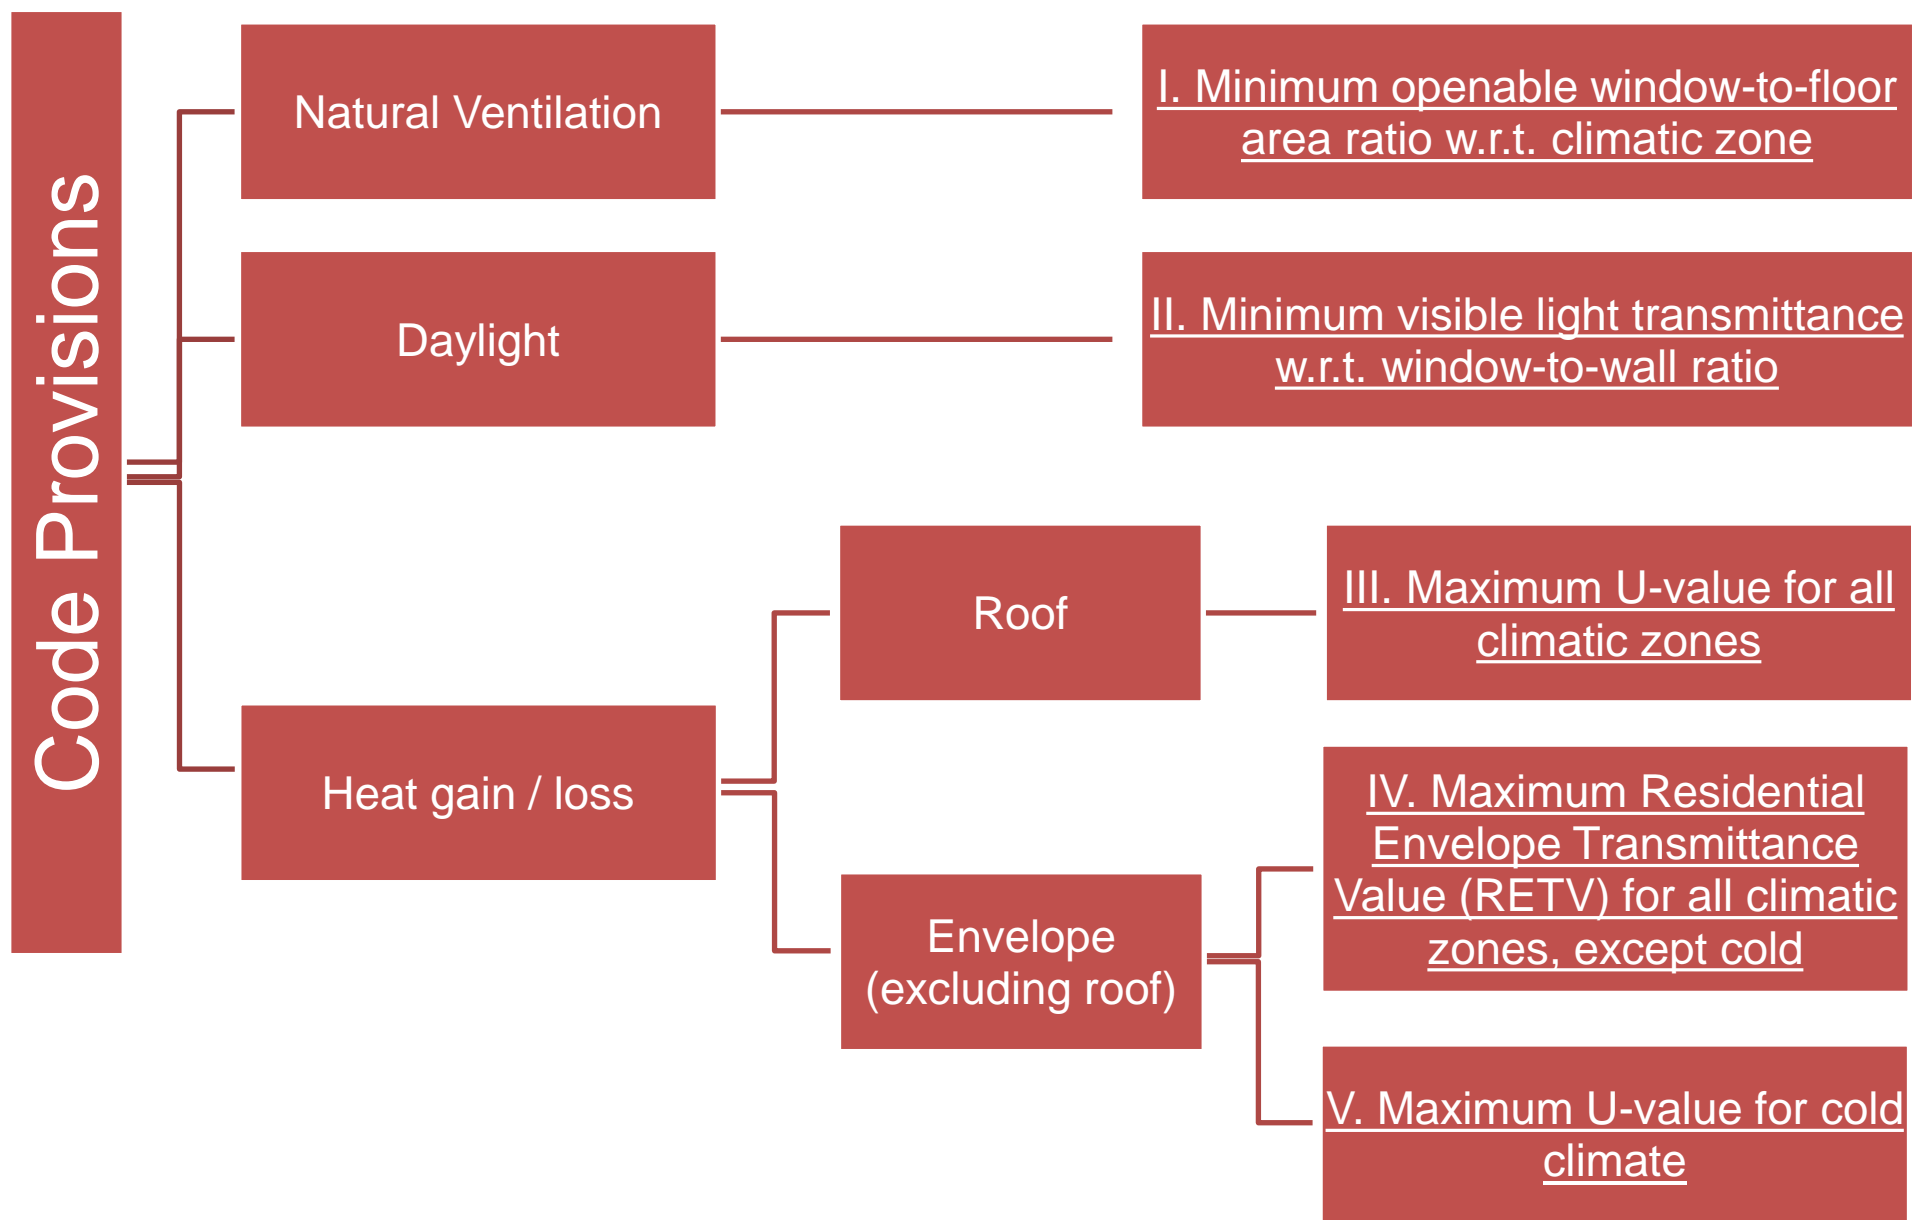 Code Provisions
Natural Ventilation
I. Minimum openable window-to-floor
area ratio w.r.t. climatic zone
Daylight
II. Minimum visible light transmittance
w.r.t. window-to-wall ratio
Heat gain / loss
Roof
III. Maximum U-value for all
climatic zones
Envelope
(excluding roof)
IV. Maximum Residential
Envelope Transmittance
Value (RETV) for all climatic
zones, except cold
V. Maximum U-value for cold
climate